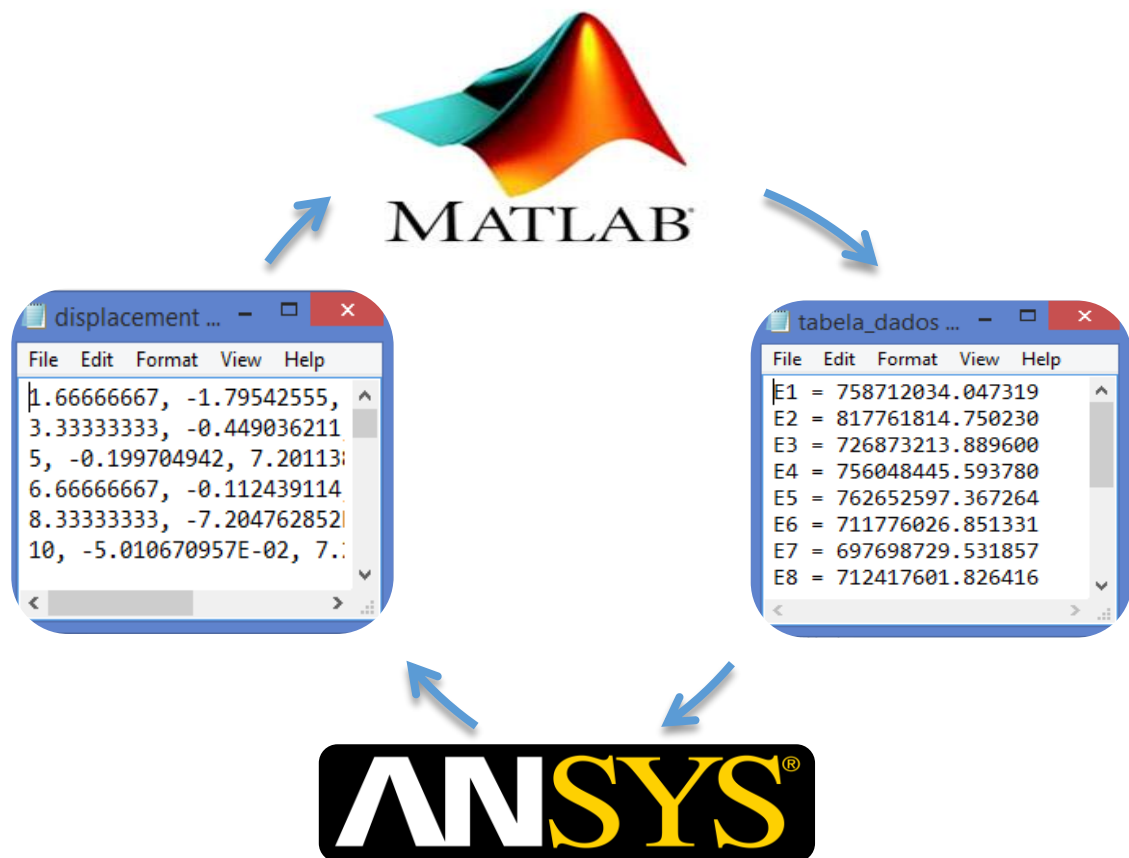 MATLAB®
displacement ...
File Edit Format View Help
1.66666667, -1.79542555,
3.33333333, -0.449036211
5, -0.199704942, 7.201138
6.66666667, -0.112439114
8.33333333, -7.204762852
10, -5.010670957E-02, 7.
tabela_dados ...
File Edit Format View Help
E1 = 758712034.047319
E2 = 817761814.750230
E3 = 726873213.889600
E4 = 756048445.593780
E5 = 762652597.367264
E6 = 711776026.851331
E7 = 697698729.531857
E8 = 712417601.826416
ANSYS®